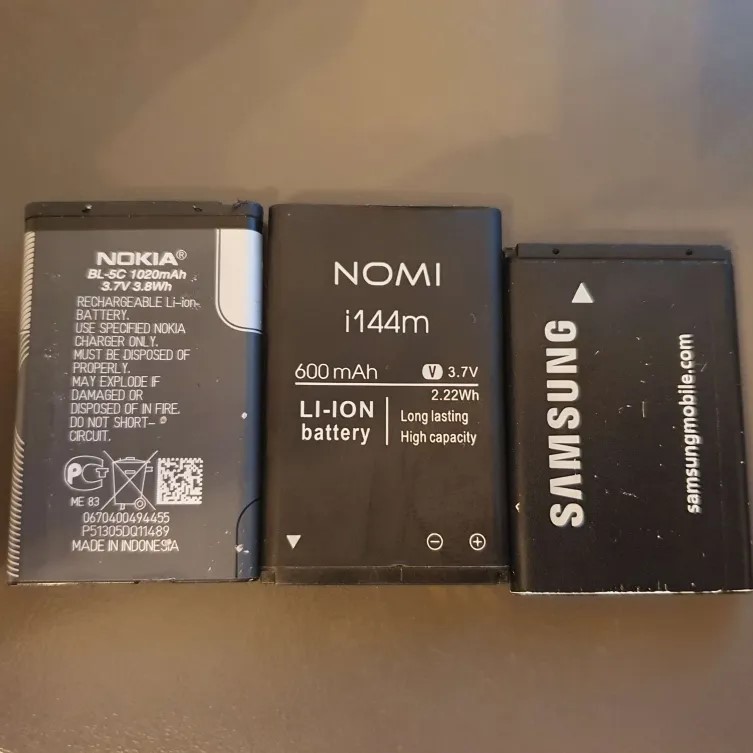 NOKIA®
BL-5C 1020mAh
3.7V 3.8Wh
RECHARGEABLE Li-ion-
BATTERY.
USE SPECIFIED NOKIA
CHARGER ONLY.
MUST BE DISPOSED OF
PROPERLY.
MAY EXPLODE IF
DAMAGED OR
DISPOSED OF IN FIRE.
DO NOT SHORT-
CIRCUIT.
ME 83
0670400494455
P51305DQ11489
MADE IN INDONESIA
NOMI
i144m
600 mAh V 3.7V
2.22Wh
LI-ION
battery
Long lasting
High capacity
SAMSUNG
samsungmobile.com